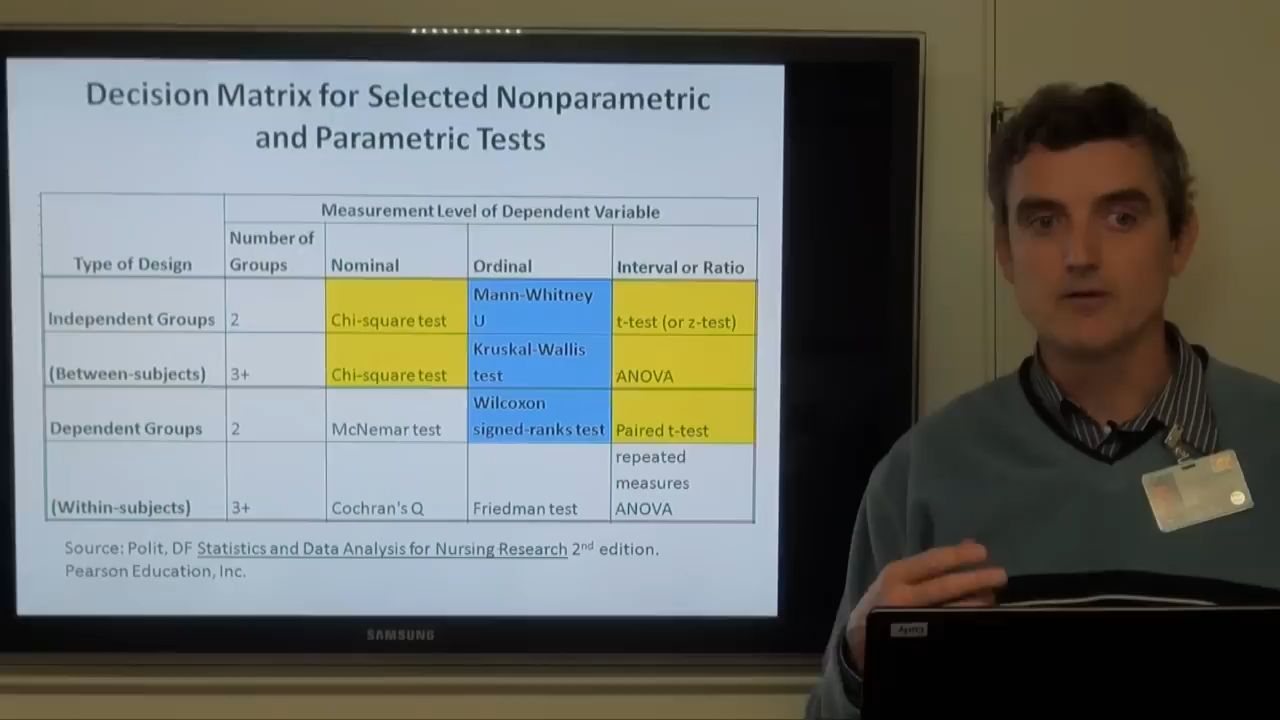 Decision Matrix for Selected Nonparametric
and Parametric Tests
Measurement Level of Dependent Variable
Type of Design
Number of
Groups
Nominal
Ordinal
Interval or Ratio
Independent Groups
2
Chi-square test
Mann-Whitney
U
t-test (or z-test)
(Between-subjects)
3+
Chi-square test
Kruskal-Wallis
test
ANOVA
Dependent Groups
2
McNemar test
Wilcoxon
signed-ranks test
Paired t-test
(Within-subjects)
3+
Cochran's Q
Friedman test
repeated
measures
ANOVA
Source: Polit, DF Statistics and Data Analysis for Nursing Research 2nd edition.
Pearson Education, Inc.
SAMSUNG